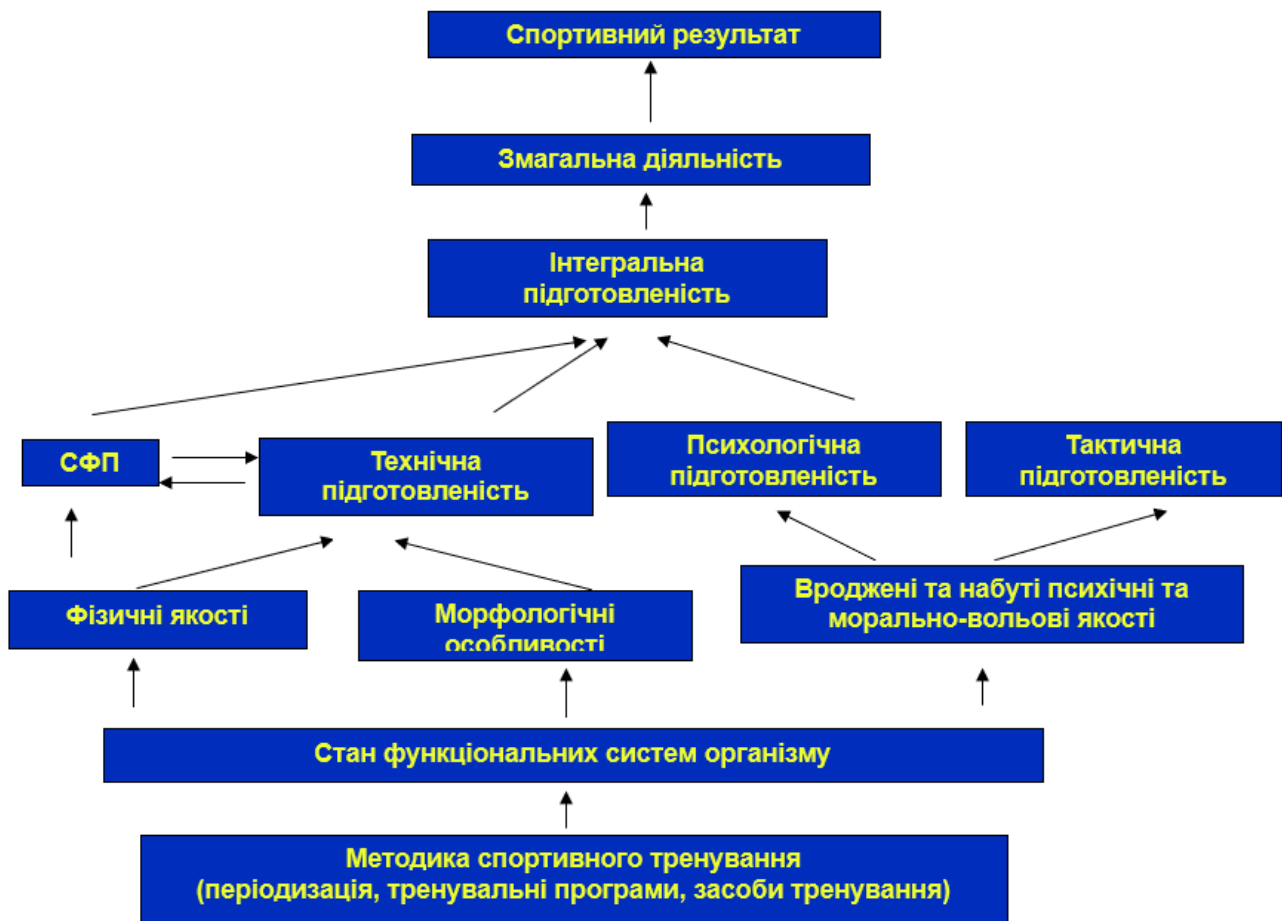 Спортивний результат
Змагальна діяльність
Інтегральна
підготовленість
СФП
Технічна
підготовленість
Психологічна
підготовленість
Тактична
підготовленість
Фізичні якості
Морфологічні
особливості
Вроджені та набуті психічні та
морально-вольові якості
Стан функціональних систем організму
Методика спортивного тренування
(періодизація, тренувальні програми, засоби тренування)